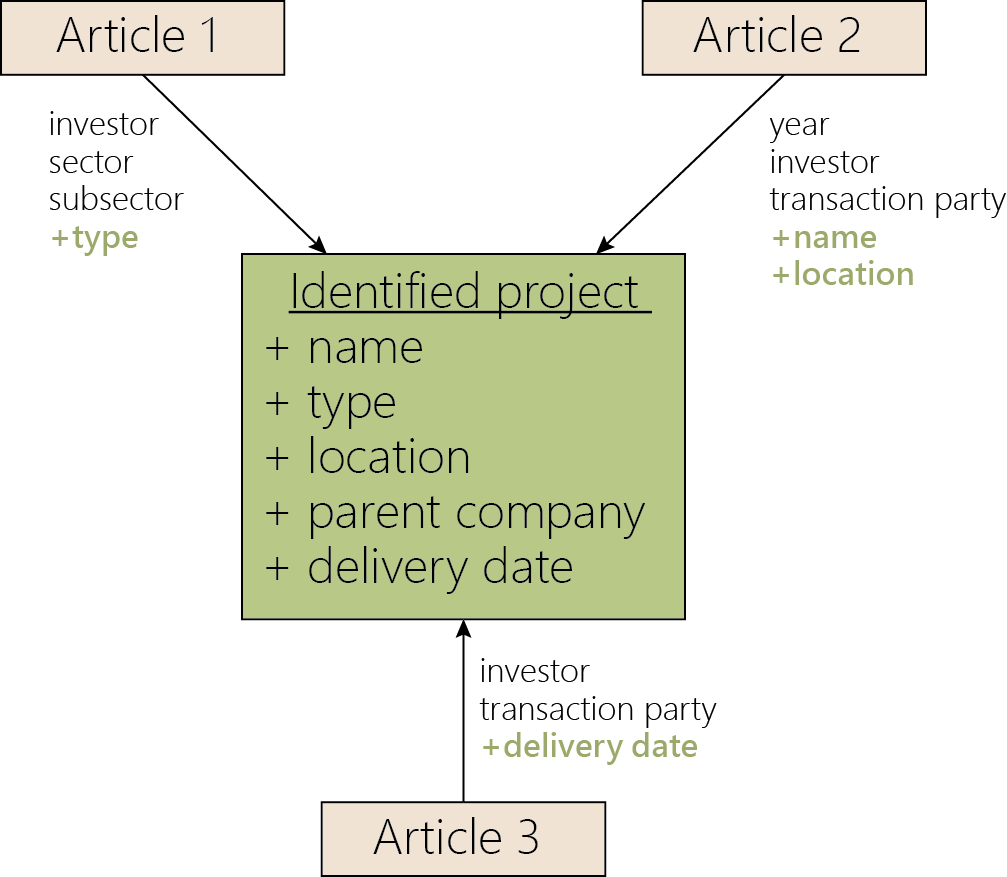 Article 1
Article 2
investor
sector
subsector
+type
year
investor
transaction party
+name
+location
Identified project
+ name
+ type
+ location
+ parent company
+ delivery date
investor
transaction party
+delivery date
Article 3